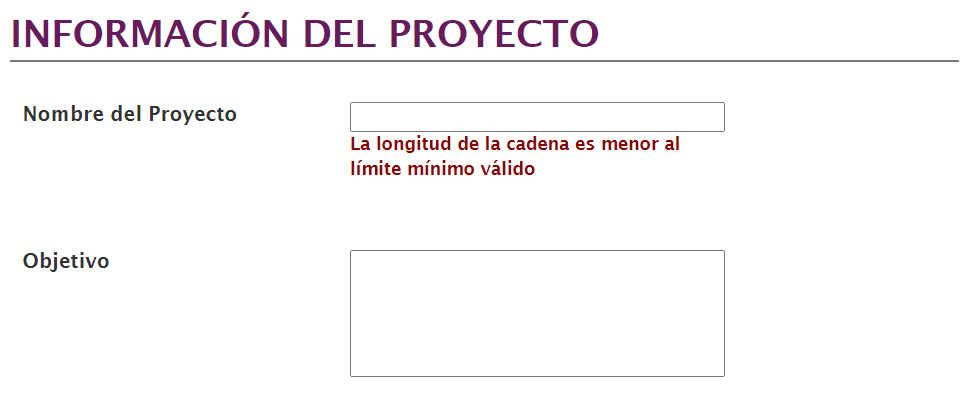 INFORMACIÓN DEL PROYECTO
Nombre del Proyecto
La longitud de la cadena es menor al
límite mínimo válido
Objetivo